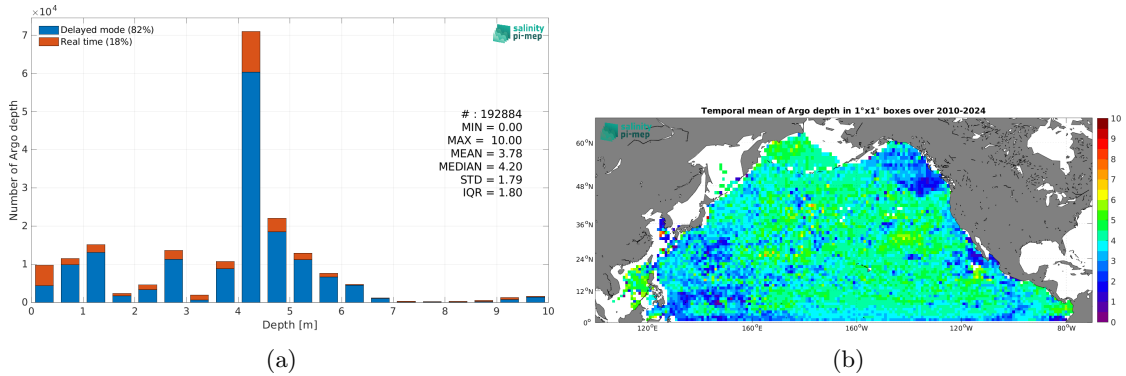 ×10⁴
Delayed mode (82%)
Real time (18%)
salinity
pi-mep
7
6
5
4
3
2
1
0
Number of Argo depth
# : 192884
MIN = 0.00
MAX = 10.00
MEAN = 3.78
MEDIAN = 4.20
STD = 1.79
IQR = 1.80
0 1 2 3 4 5 6 7 8 9 10
Depth [m]
(a)
Temporal mean of Argo depth in 1°x1° boxes over 2010-2024
salinity
pi-mep
60°N
48°N
36°N
24°N
12°N
0°
120°E 160°E 160°W 120°W 80°W
10
9
8
7
6
5
4
3
2
1
0
(b)